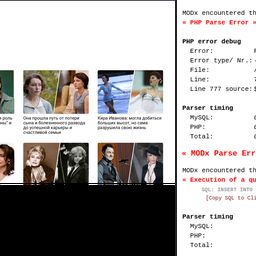 роль
ны" и
Она прошла путь от потери
сына и болезненного развода
до успешной карьеры и
счастливой семьи
Кира Иванова: могла добиться
больших высот, но сама
разрушила свою жизнь
MODx encountered th
« PHP Parse Error »
PHP error debug
Error:
Error type/ Nr.: -
File:
Line: 7
Line 777 source: $
Parser timing
MySQL:
PHP:
Total:
« MODx Parse Erro
MODx encountered th
« Execution of a qu
SQL: INSERT INTO
[Copy SQL to Cli
Parser timing
MySQL:
PHP:
Total: